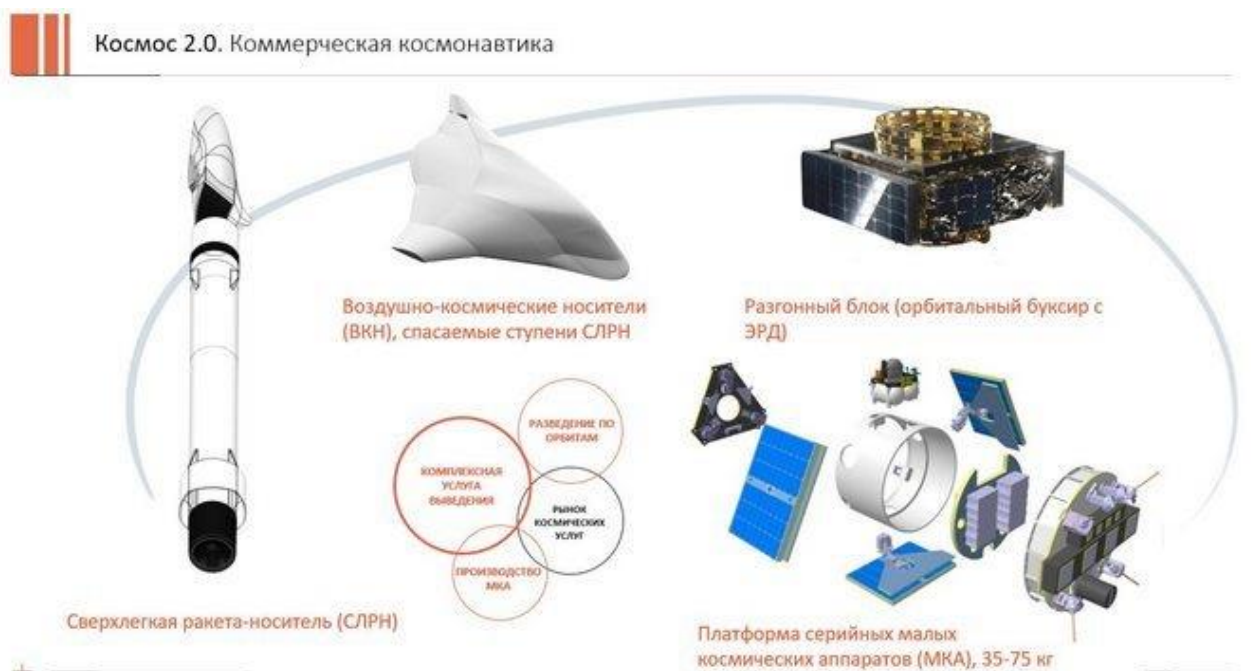 Космос 2.0. Коммерческая космонавтика
Воздушно-космические носители
(ВКН), спасаемые ступени СЛРН
Разгонный блок (орбитальный буксир с
ЭРД)
РАЗВЕДЕНИЕ ПО
ОРБИТАМ
КОМПЛЕКСНАЯ
УСЛУГА
ВЫВЕДЕНИЯ
РЫНОК
КОСМИЧЕСКИХ
УСЛУГ
ПРОИЗВОДСТВО
МКА
Сверхлегкая ракета-носитель (СЛРН)
Платформа серийных малых
космических аппаратов (МКА), 35-75 кг